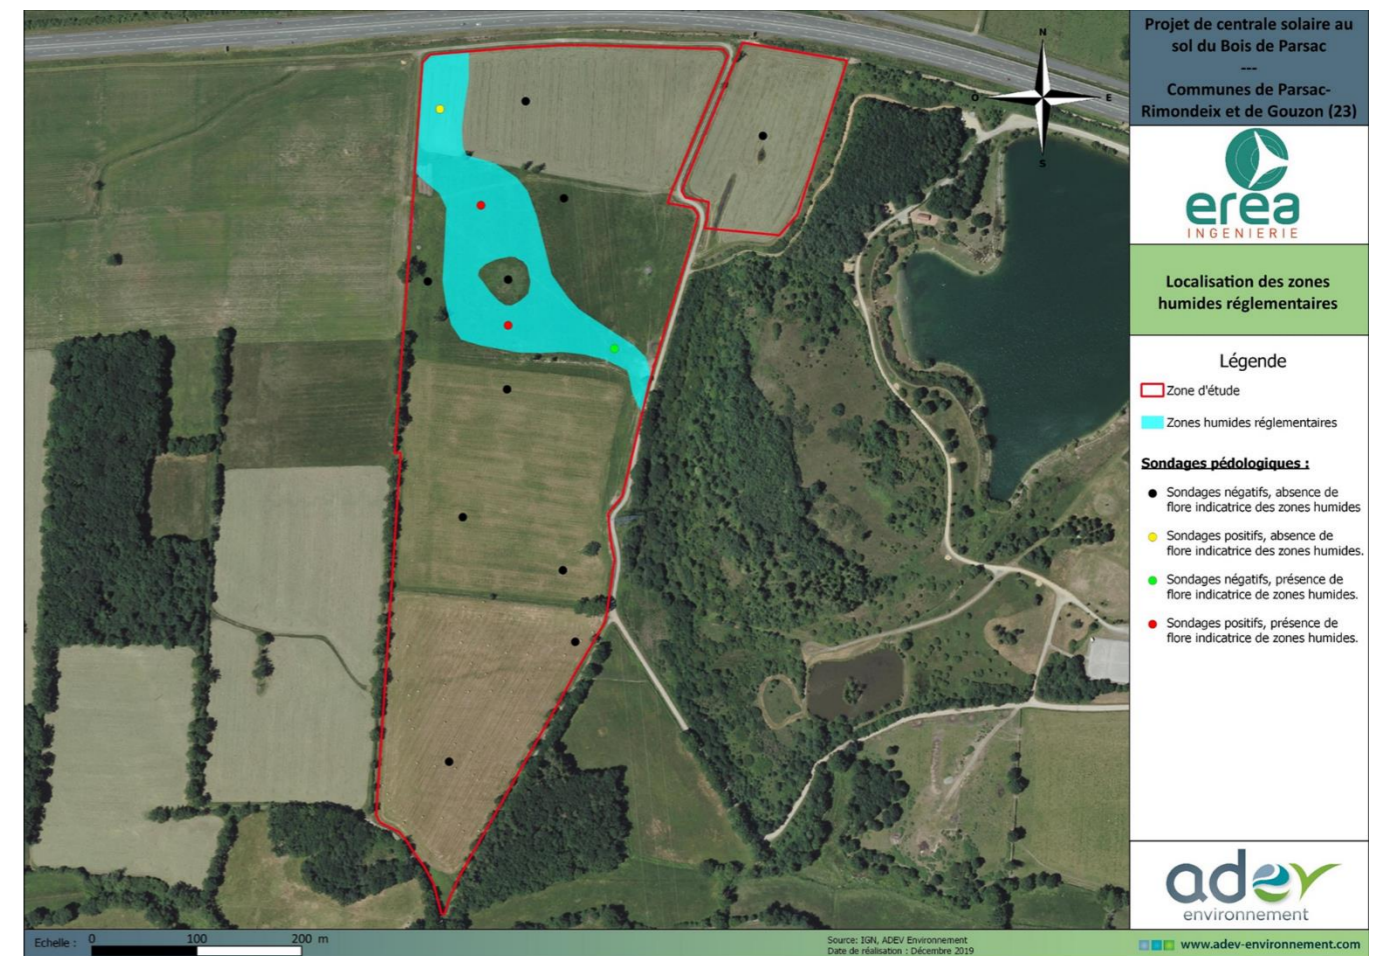 Projet de centrale solaire au
sol du Bois de Parsac
---
Communes de Parsac-
Rimondeix et de Gouzon (23)
N
O
E
S
erea
INGENIERIE
Localisation des zones
humides réglementaires
Légende
Zone d'étude
Zones humides réglementaires
Sondages pédologiques :
Sondages négatifs, absence de
flore indicatrice des zones humides
Sondages positifs, absence de
flore indicatrice des zones humides.
Sondages négatifs, présence de
flore indicatrice de zones humides.
Sondages positifs, présence de
flore indicatrice de zones humides.
adev
environnement
www.adev-environnement.com
Echelle : 0 100 200 m
Source: IGN, ADEV Environnement
Date de réalisation : Décembre 2019